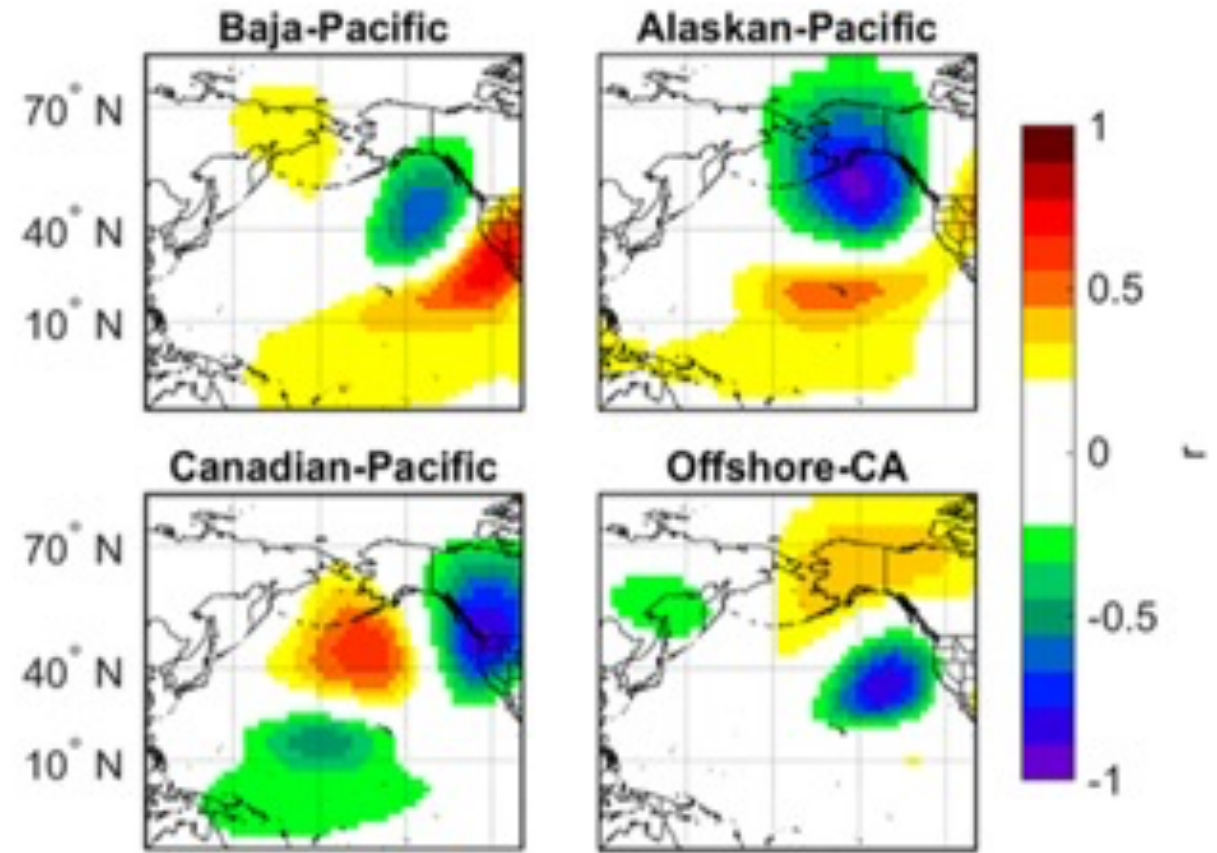 Baja-Pacific
Alaskan-Pacific
70° N
40° N
10° N
Canadian-Pacific
Offshore-CA
70° N
40° N
10° N
1
0.5
0
-0.5
-1
r